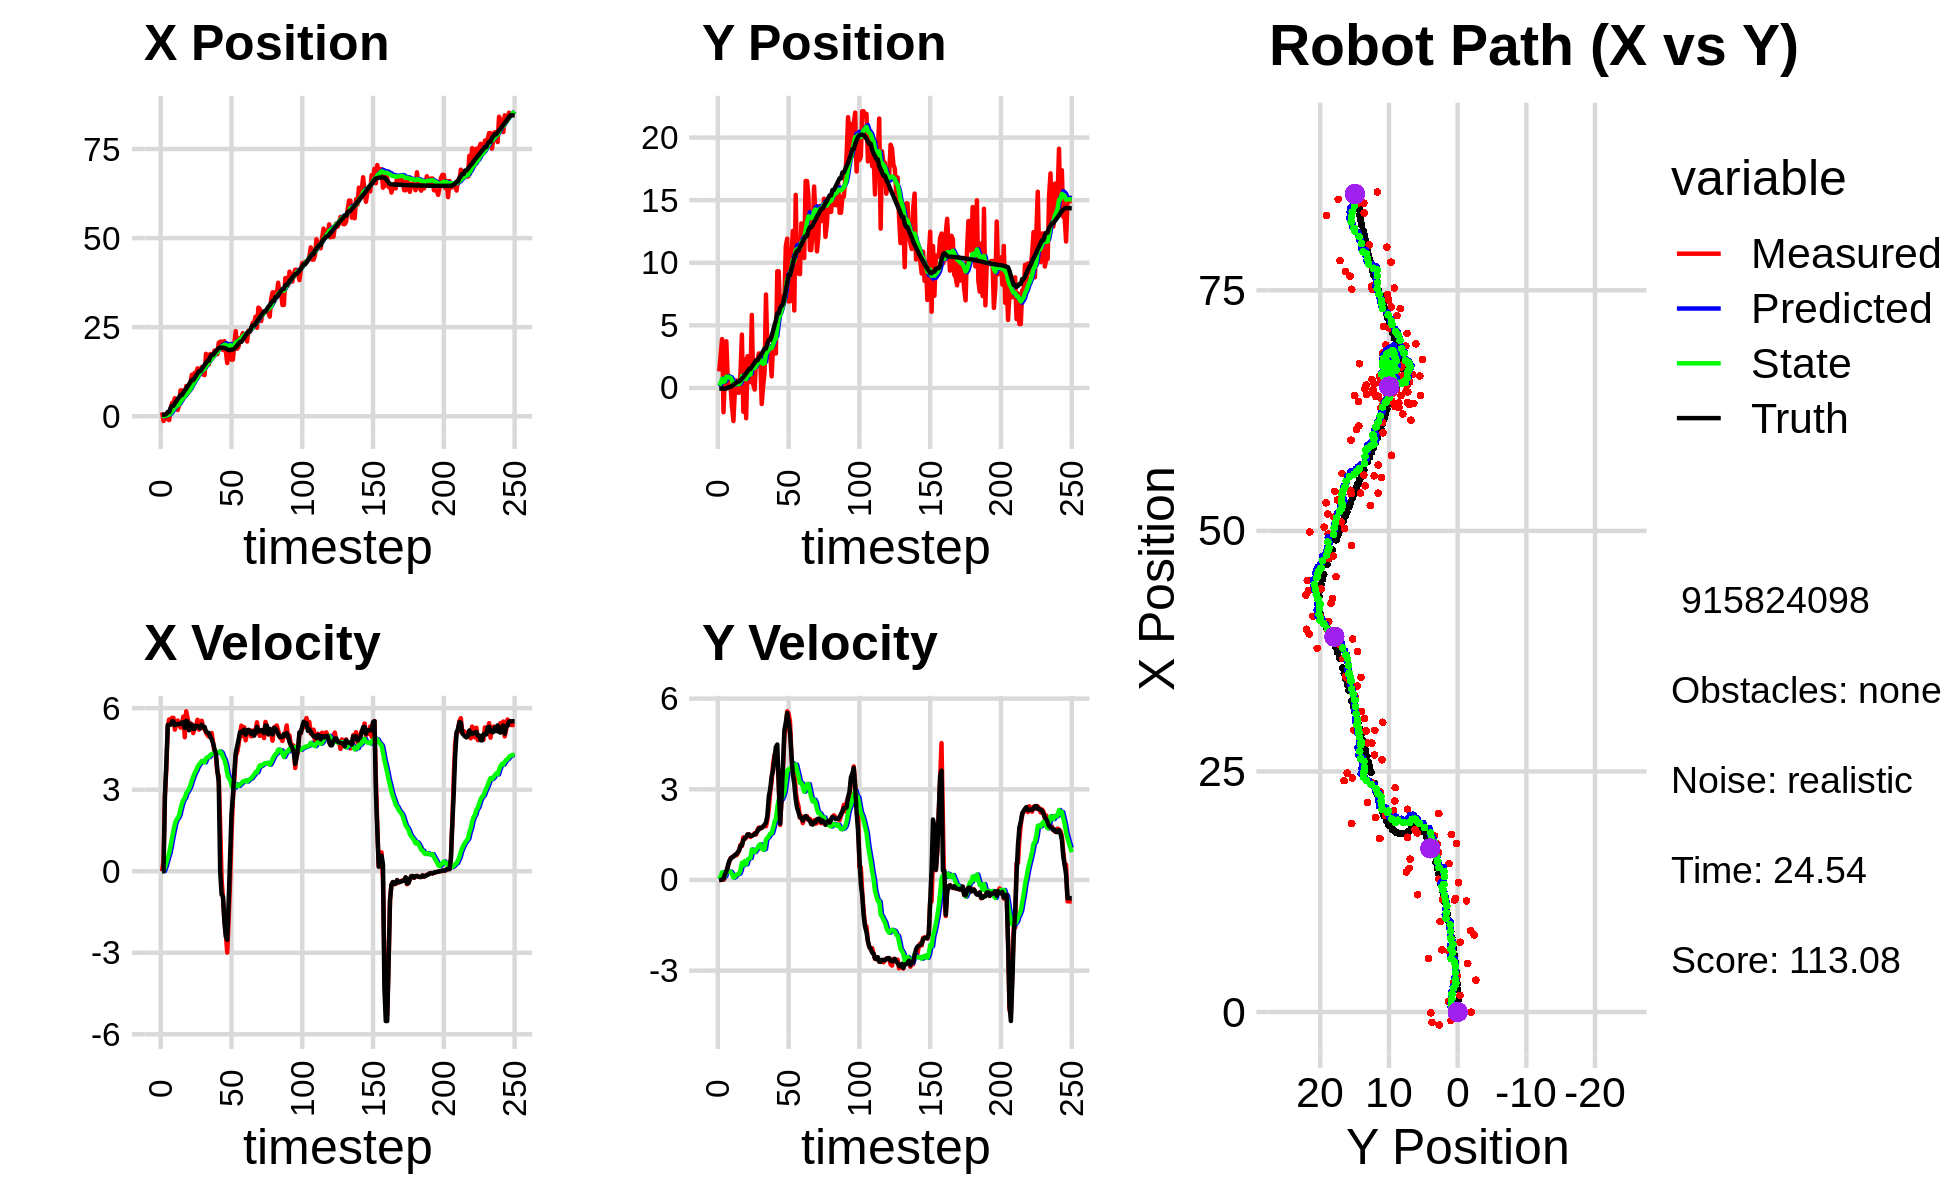 X Position
75
50
25
0
0
50
100
150
200
250
timestep
Y Position
20
15
10
5
0
0
50
100
150
200
250
timestep
X Velocity
6
3
0
-3
-6
0
50
100
150
200
250
timestep
Y Velocity
6
3
0
-3
0
50
100
150
200
250
timestep
Robot Path (X vs Y)
X Position
75
50
25
0
20 10 0 -10 -20
Y Position
variable
Measured
Predicted
State
Truth
915824098
Obstacles: none
Noise: realistic
Time: 24.54
Score: 113.08